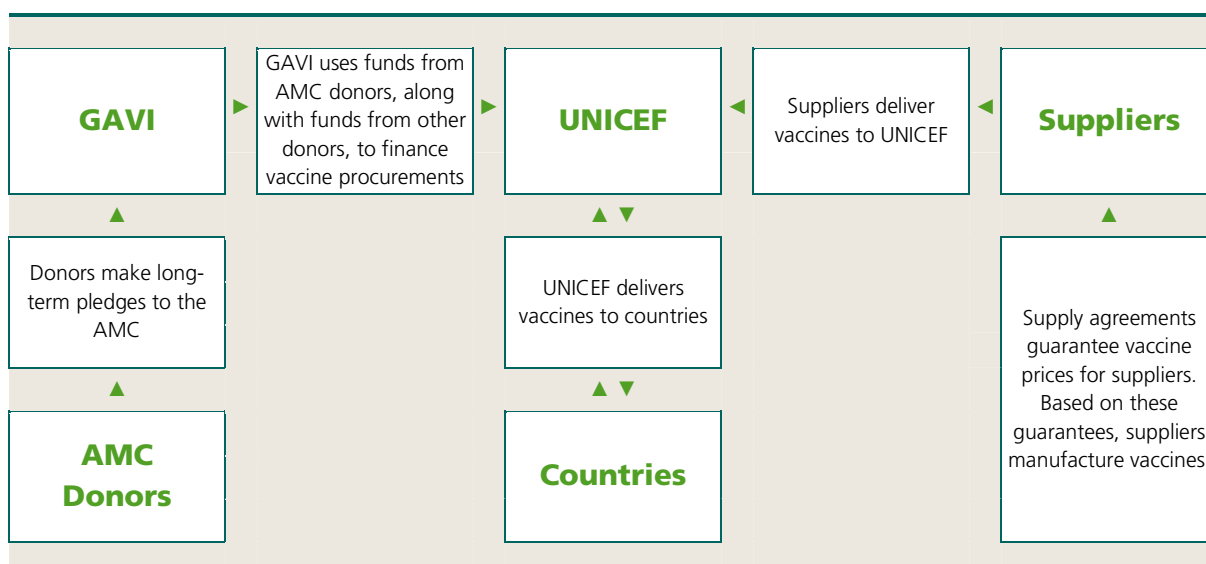 GAVI
GAVI uses funds from
AMC donors, along
with funds from other
donors, to finance
vaccine procurements
UNICEF
Suppliers deliver
vaccines to UNICEF
Suppliers
Donors make long-
term pledges to the
AMC
UNICEF delivers
vaccines to countries
Supply agreements
guarantee vaccine
prices for suppliers.
Based on these
guarantees, suppliers
manufacture vaccines
AMC
Donors
Countries